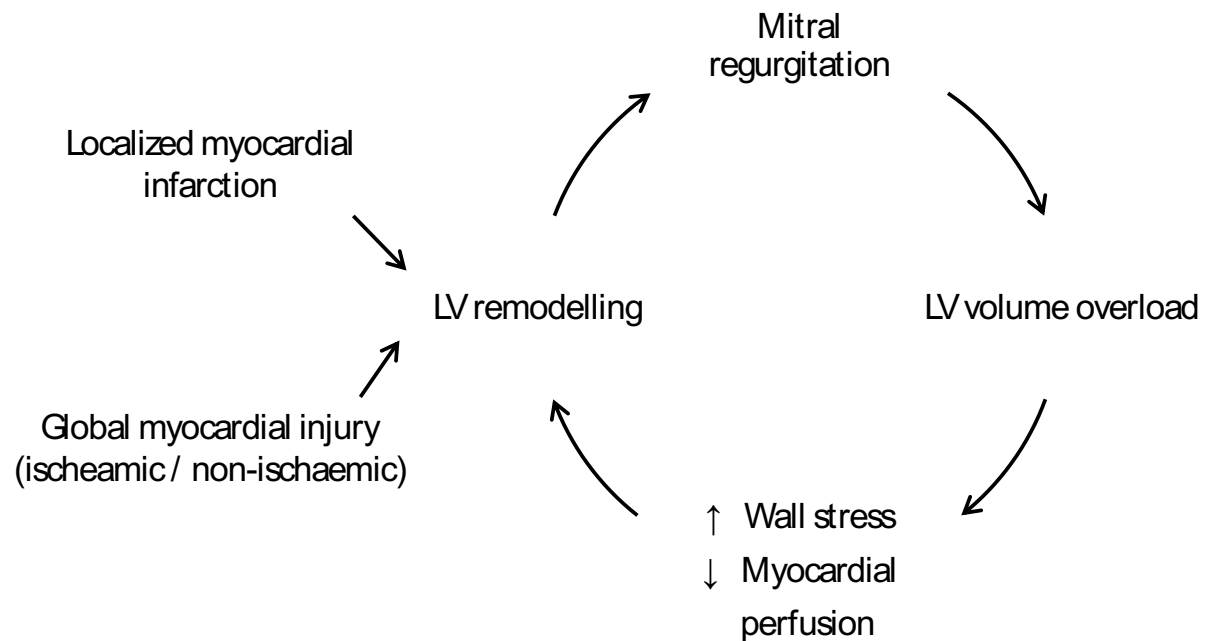 Mitral
regurgitation
Localized myocardial
infarction
LV remodelling
LV volume overload
Global myocardial injury
(ischeamic / non-ischaemic)
↑ Wall stress
↓ Myocardial
perfusion